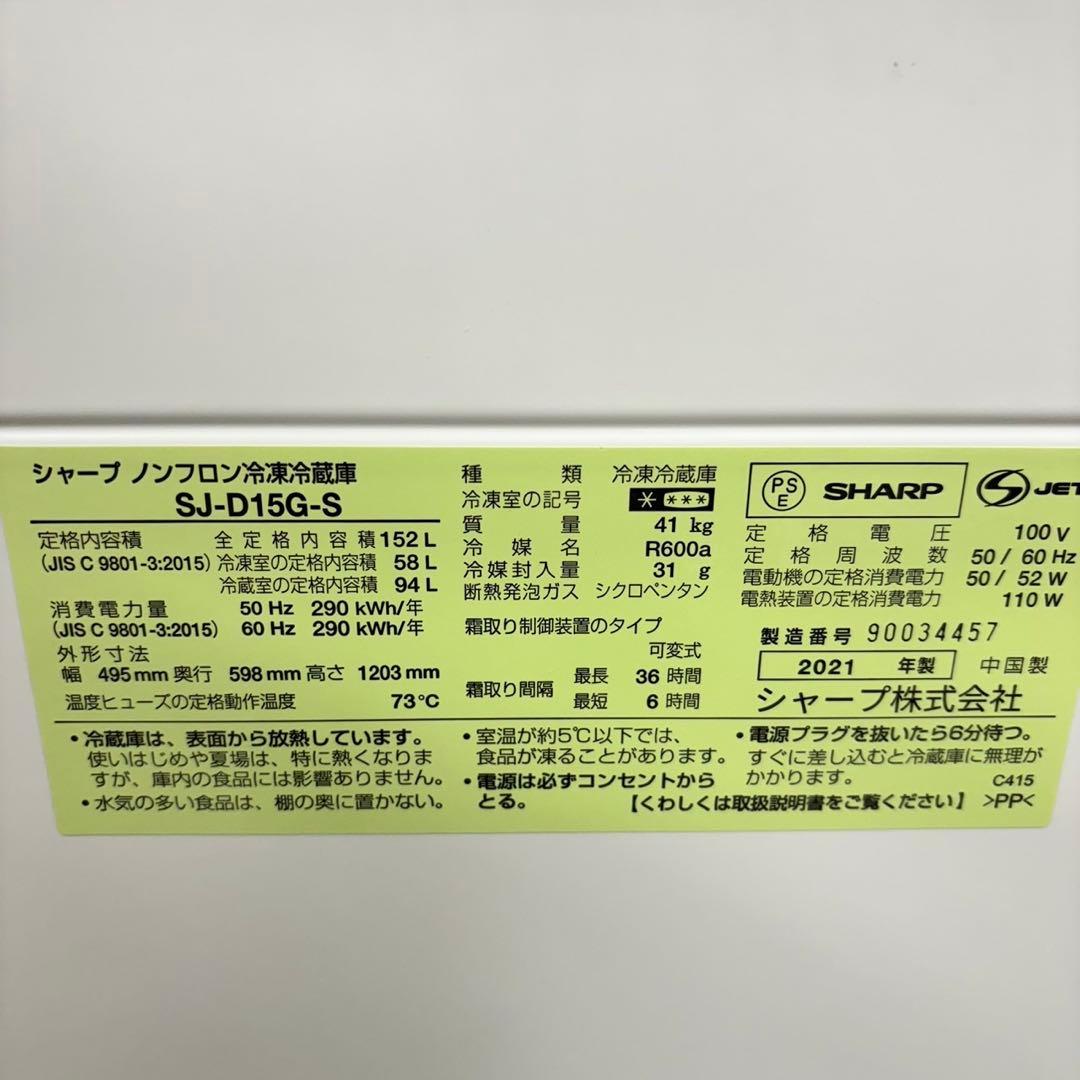 シャープ ノンフロン冷凍冷蔵庫
SJ-D15G-S
定格内容積 全定格内容積 152 L
(JIS C 9801-3:2015) 冷凍室の定格内容積 58 L
冷蔵室の定格内容積 94 L
消費電力量 50 Hz 290 kWh/年
(JIS C 9801-3:2015) 60 Hz 290 kWh/年
外形寸法
幅 495 mm 奥行 598 mm 高さ 1203 mm
温度ヒューズの定格動作温度 73℃
種類 冷凍冷蔵庫
冷凍室の記号 * ***
質量 41 kg
冷媒名 R600a
冷媒封入量 31 g
断熱発泡ガス シクロペンタン
霜取り制御装置のタイプ
可変式
霜取り間隔 最長 36 時間
最短 6 時間
PSE SHARP JET
定格電圧 100 V
定格周波数 50 / 60 Hz
電動機の定格消費電力 50 / 52 W
電熱装置の定格消費電力 110 W
製造番号 90034457
2021 年製 中国製
シャープ株式会社
・冷蔵庫は、表面から放熱しています。
使いはじめや夏場は、特に熱くなりま
すが、庫内の食品には影響ありません。
・水気の多い食品は、棚の奥に置かない。
・室温が約5℃以下では、
食品が凍ることがあります。
・電源は必ずコンセントから
とる。
・電源プラグを抜いたら6分待つ。
すぐに差し込むと冷蔵庫に無理が
かかります。 C415
【くわしくは取扱説明書をご覧ください】 >PP<